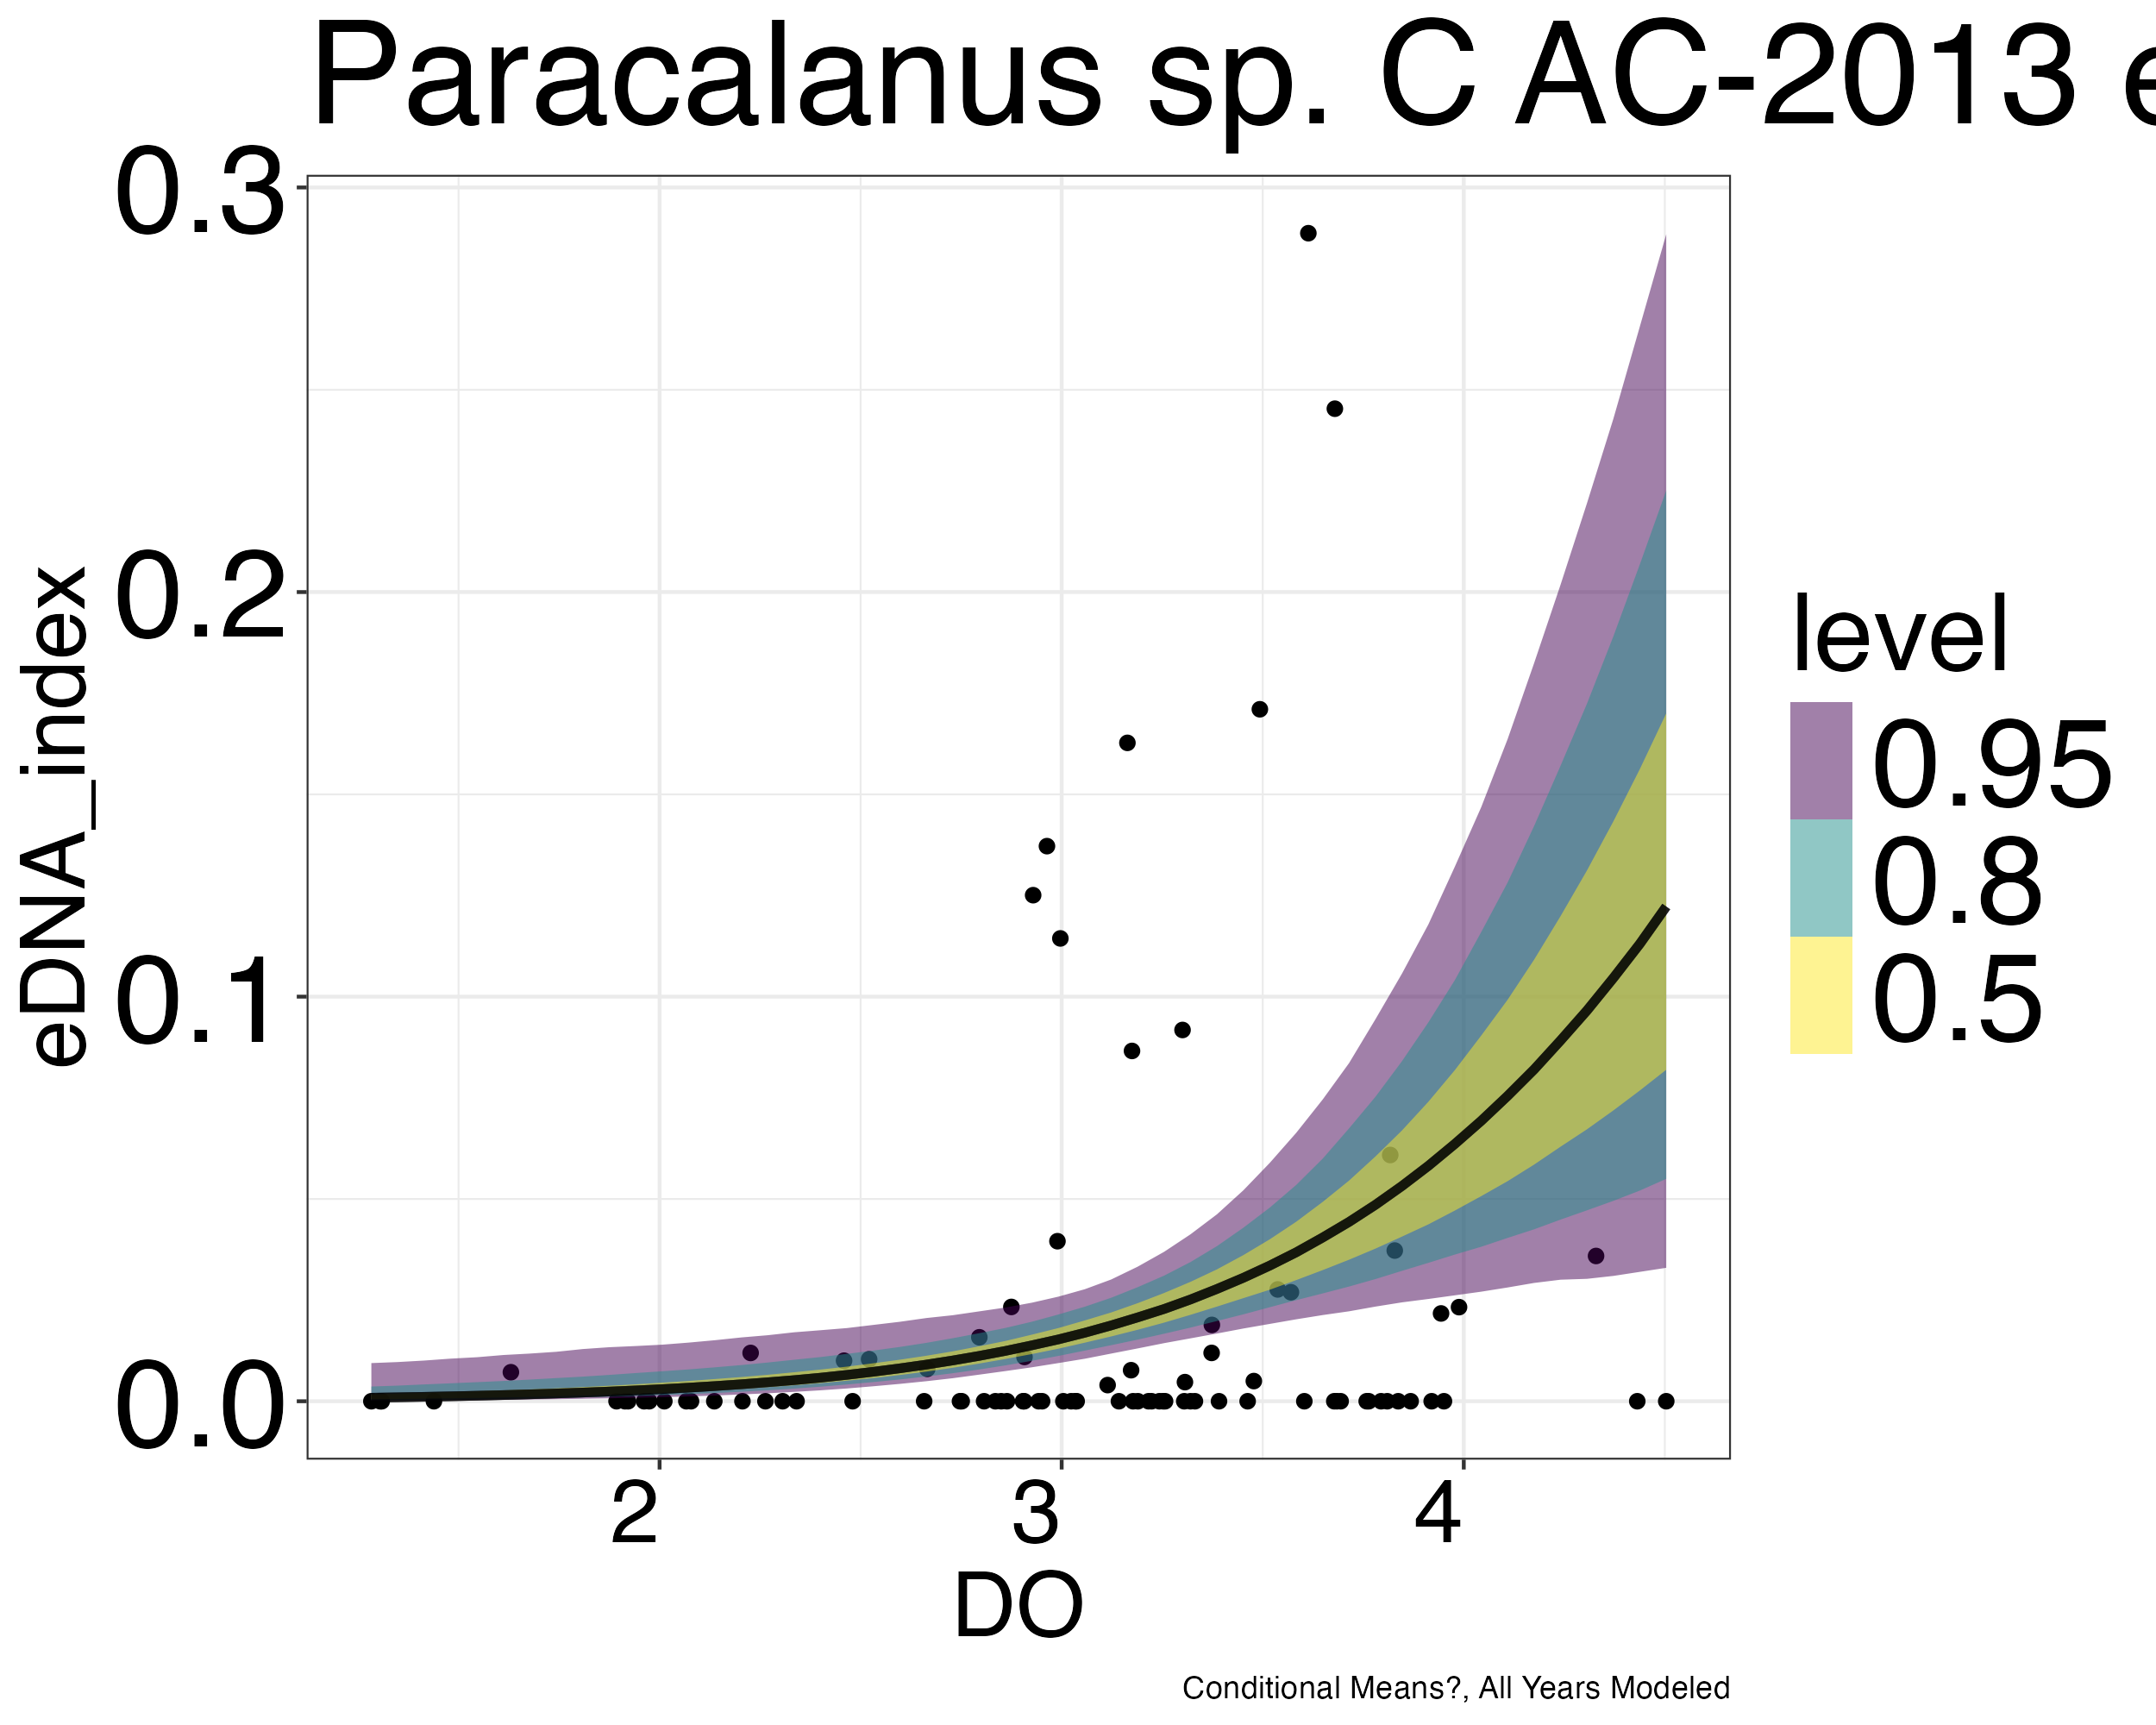 Paracalanus sp. C AC-2013 e
0.3
0.2
0.1
0.0
eDNA_index
2 3 4
DO
level
0.95
0.8
0.5
Conditional Means?, All Years Modeled